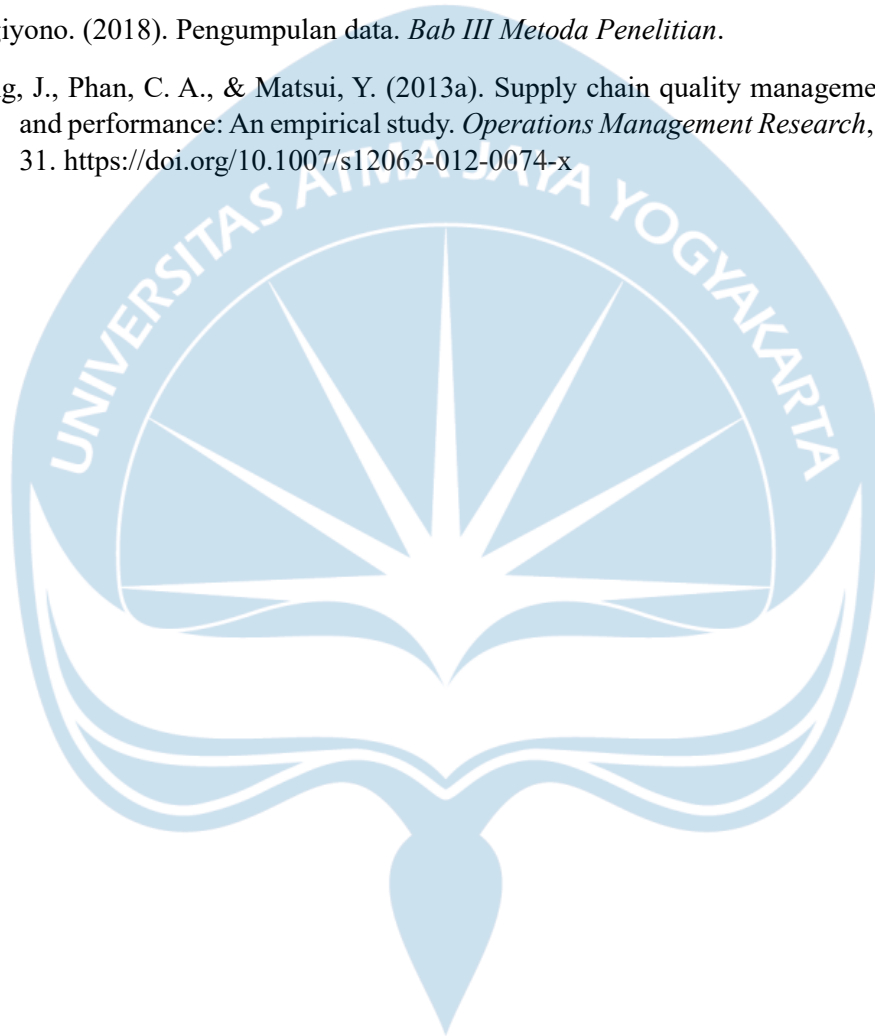 giyono. (2018). Pengumpulan data. Bab III Metoda Penelitian.
g, J., Phan, C. A., & Matsui, Y. (2013a). Supply chain quality manageme
and performance: An empirical study. Operations Management Research,
31. https://doi.org/10.1007/s12063-012-0074-x
UNIVERSITAS ATMA JAYA YOGYAKARTA